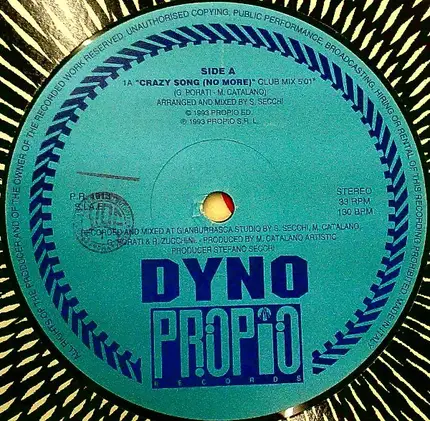 ALL RIGHTS OF THE PRODUCER AND OF THE OWNER OF THE RECORDED WORK RESERVED. UNAUTHORISED COPYING, PUBLIC PERFORMANCE, BROADCASTING, HIRING OR RENTAL OF THIS RECORDING PROHIBITED. MADE IN ITALY
SIDE A
1A "CRAZY SONG (NO MORE)" CLUB MIX 5'01"
(G. PORATI - M. CATALANO)
ARRANGED AND MIXED BY S. SECCHI
© 1993 PROPIO ED.
℗ 1993 PROPIO S.R.L.
STEREO
33 RPM
130 BPM
RECORDED AND MIXED AT GIANBURRASCA STUDIO BY S. SECCHI, M. CATALANO,
G. PORATI & R. ZUCCHINI - PRODUCED BY M. CATALANO ARTISTIC
PRODUCER STEFANO SECCHI
DYNO
PROPIO
RECORDS